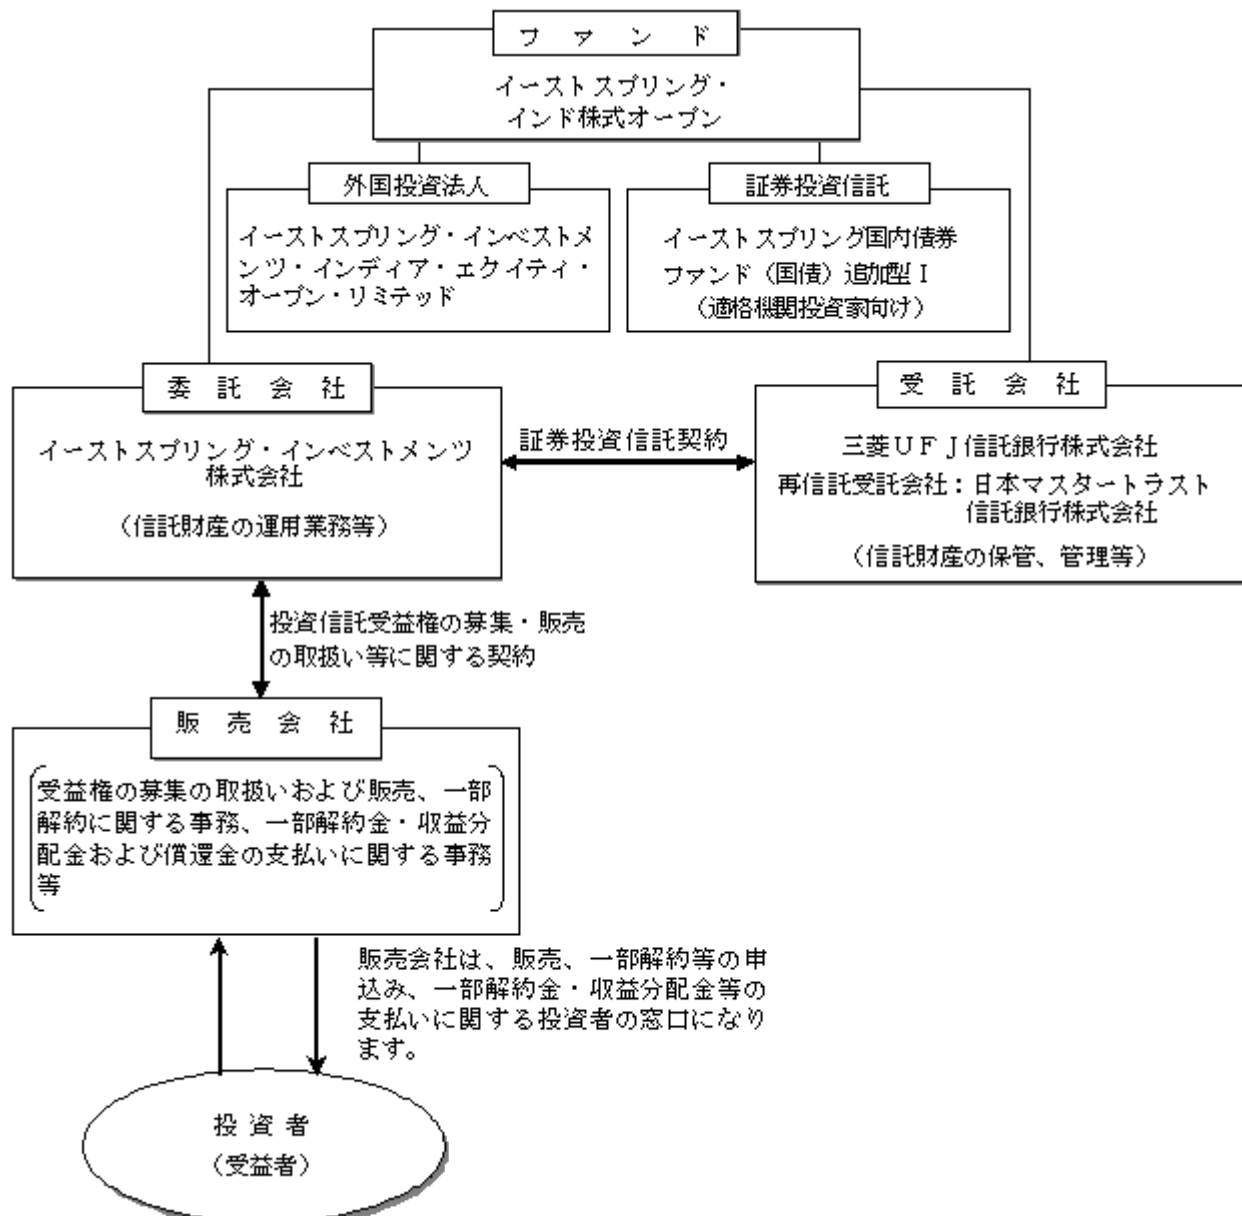 ファンド
イーストスプリング・
インド株式オープン
外国投資法人
イーストスプリング・インベストメ
ンツ・インディア・エクイティ・
オープン・リミテッド
証券投資信託
イーストスプリング国内債券
ファンド（国債）追加型Ｉ
（適格機関投資家向け）
委託会社
イーストスプリング・インベストメンツ
株式会社
（信託財産の運用業務等）
証券投資信託契約
受託会社
三菱ＵＦＪ信託銀行株式会社
再信託受託会社：日本マスタートラスト
信託銀行株式会社
（信託財産の保管、管理等）
投資信託受益権の募集・販売
の取扱い等に関する契約
販売会社
受益権の募集の取扱いおよび販売、一部
解約に関する事務、一部解約金・収益分
配金および償還金の支払いに関する事務
等
販売会社は、販売、一部解約等の申
込み、一部解約金・収益分配金等の
支払いに関する投資者の窓口になり
ます。
投資者
（受益者）